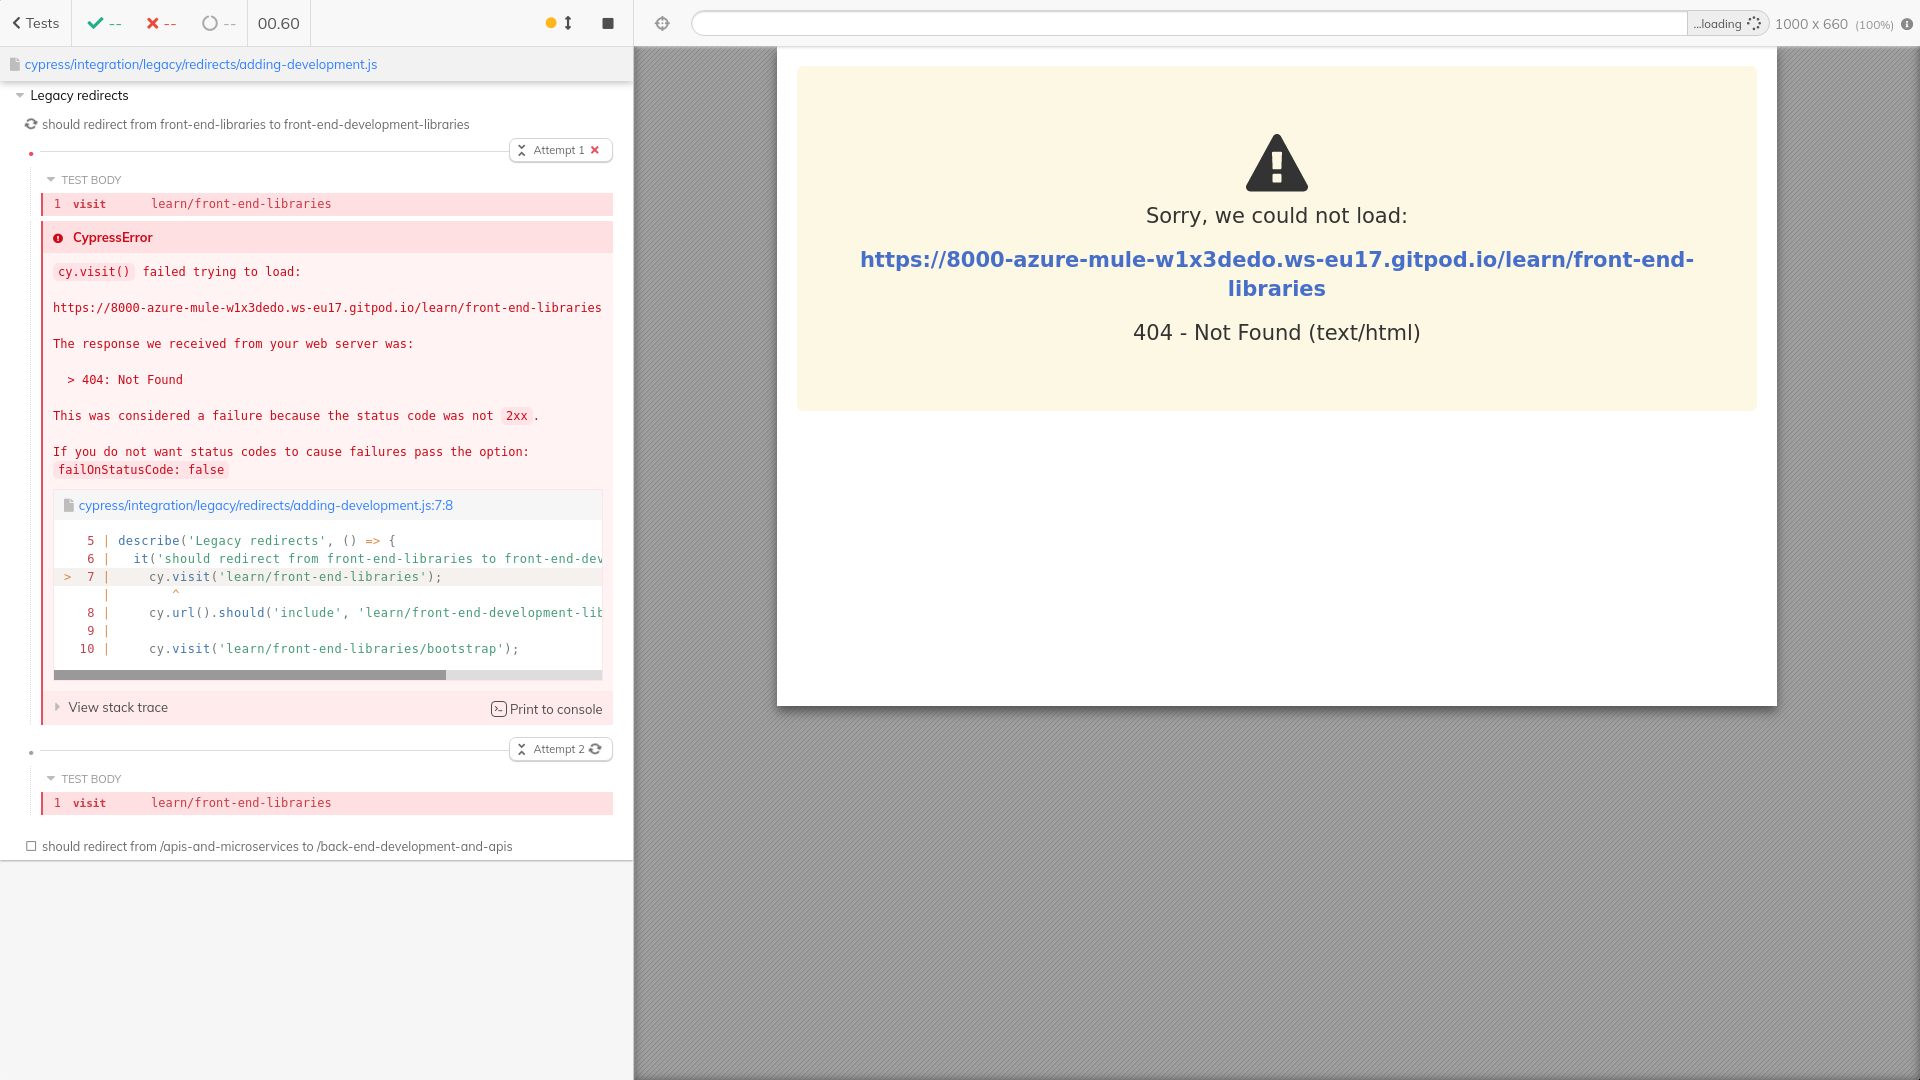 Tests
--
--
--
00.60
...loading
1000 x 660 (100%)
cypress/integration/legacy/redirects/adding-development.js
Legacy redirects
should redirect from front-end-libraries to front-end-development-libraries
Attempt 1
TEST BODY
1 visit learn/front-end-libraries
CypressError
cy.visit() failed trying to load:
https://8000-azure-mule-w1x3dedo.ws-eu17.gitpod.io/learn/front-end-libraries
The response we received from your web server was:
> 404: Not Found
This was considered a failure because the status code was not 2xx.
If you do not want status codes to cause failures pass the option:
failOnStatusCode: false
cypress/integration/legacy/redirects/adding-development.js:7:8
5 | describe('Legacy redirects', () => {
6 |   it('should redirect from front-end-libraries to front-end-dev
> 7 |     cy.visit('learn/front-end-libraries');
|        ^
8 |     cy.url().should('include', 'learn/front-end-development-lib
9 |
10 |     cy.visit('learn/front-end-libraries/bootstrap');
View stack trace
Print to console
Attempt 2
TEST BODY
1 visit learn/front-end-libraries
should redirect from /apis-and-microservices to /back-end-development-and-apis
Sorry, we could not load:
https://8000-azure-mule-w1x3dedo.ws-eu17.gitpod.io/learn/front-end-
libraries
404 - Not Found (text/html)